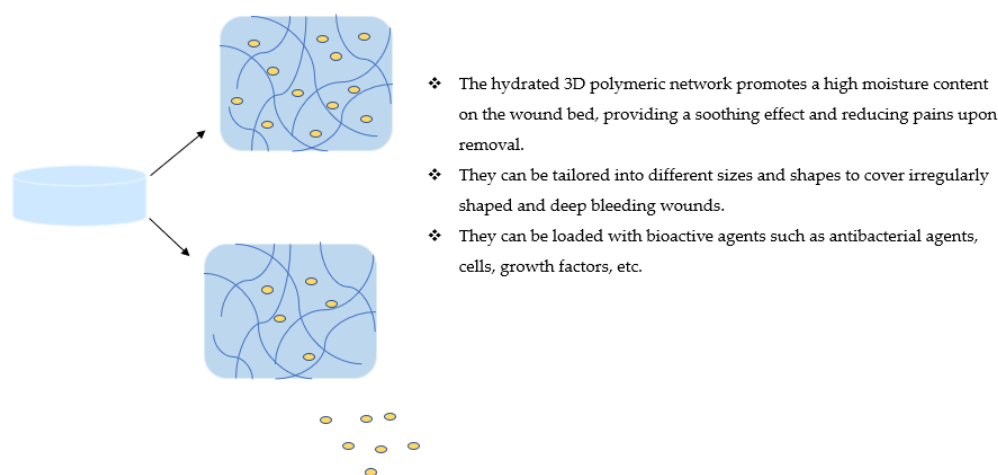 ❖ The hydrated 3D polymeric network promotes a high moisture content
on the wound bed, providing a soothing effect and reducing pains upon
removal.
❖ They can be tailored into different sizes and shapes to cover irregularly
shaped and deep bleeding wounds.
❖ They can be loaded with bioactive agents such as antibacterial agents,
cells, growth factors, etc.